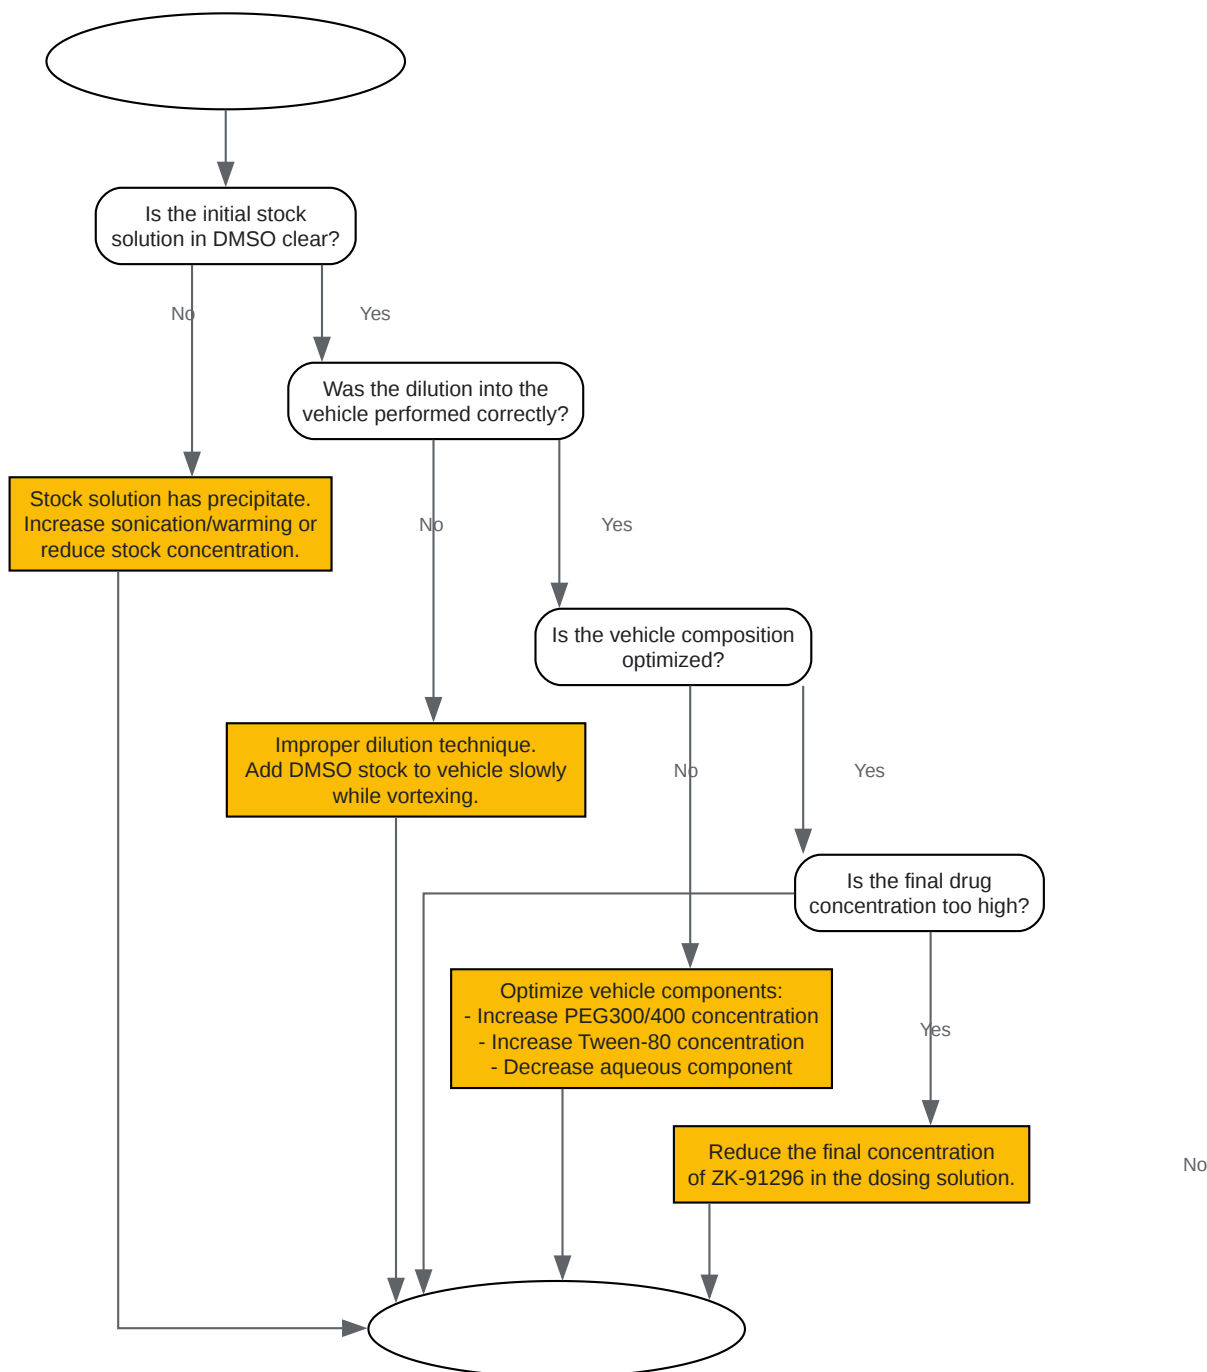 Is the initial stock
solution in DMSO clear?
No
Yes
Was the dilution into the
vehicle performed correctly?
Stock solution has precipitate.
Increase sonication/warming or
reduce stock concentration.
No
Yes
Is the vehicle composition
optimized?
Improper dilution technique.
Add DMSO stock to vehicle slowly
while vortexing.
No
Yes
Is the final drug
concentration too high?
Optimize vehicle components:
- Increase PEG300/400 concentration
- Increase Tween-80 concentration
- Decrease aqueous component
Yes
Reduce the final concentration
of ZK-91296 in the dosing solution.
No